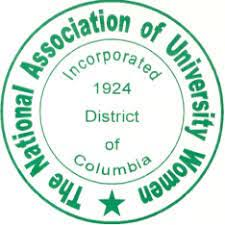 The National Association of University Women
Incorporated
1924
District
of
Columbia